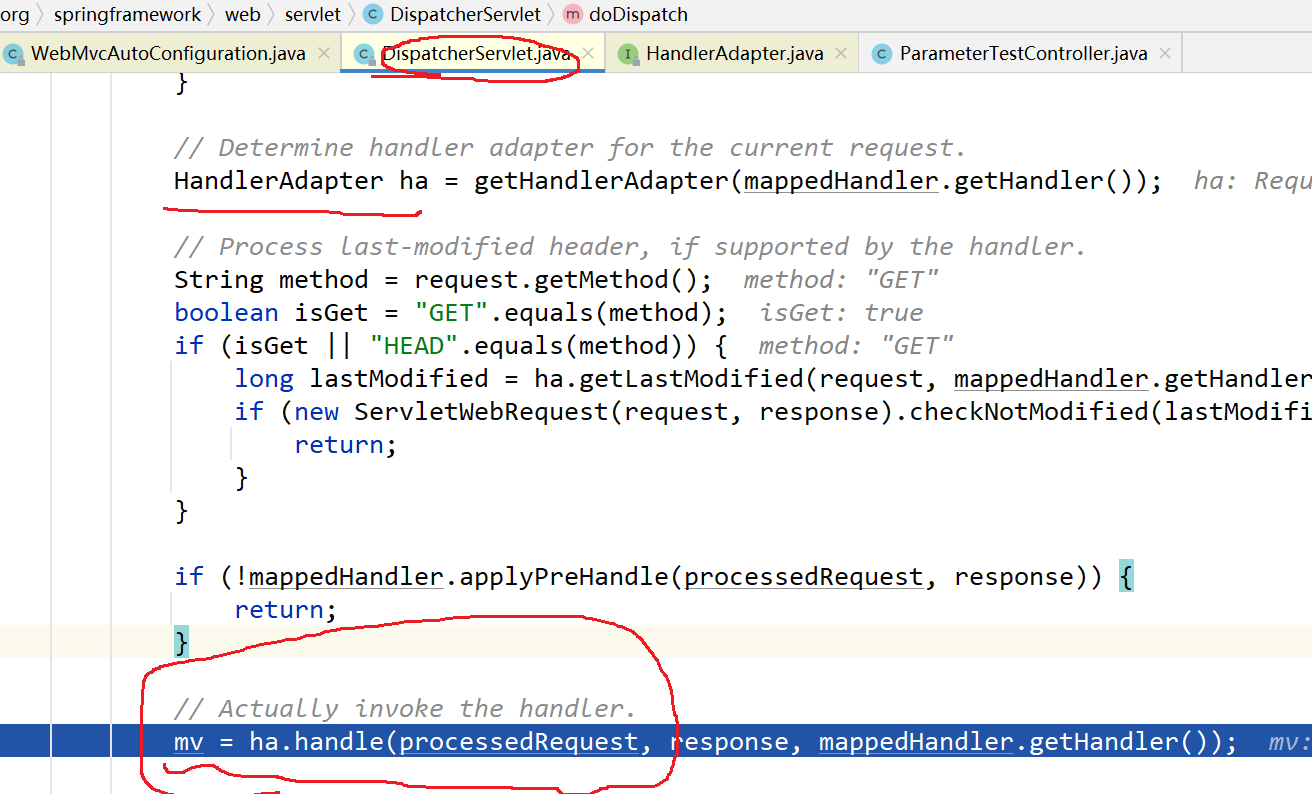 org servlet springframework web servlet DispatcherServlet doDispatch
WebMvcAutoConfiguration.java DispatcherServlet.java HandlerAdapter.java ParameterTestController.java
}
// Determine handler adapter for the current request.
HandlerAdapter ha = getHandlerAdapter(mappedHandler.getHandler()); ha: Requ
// Process last-modified header, if supported by the handler.
String method = request.getMethod(); method: "GET"
boolean isGet = "GET".equals(method); isGet: true
if (isGet || "HEAD".equals(method)) { method: "GET"
long lastModified = ha.getLastModified(request, mappedHandler.getHandler
if (new ServletWebRequest(request, response).checkNotModified(lastModifi
return;
}
}
if (!mappedHandler.applyPreHandle(processedRequest, response)) {
return;
}
// Actually invoke the handler.
mv = ha.handle(processedRequest, response, mappedHandler.getHandler()); mv: